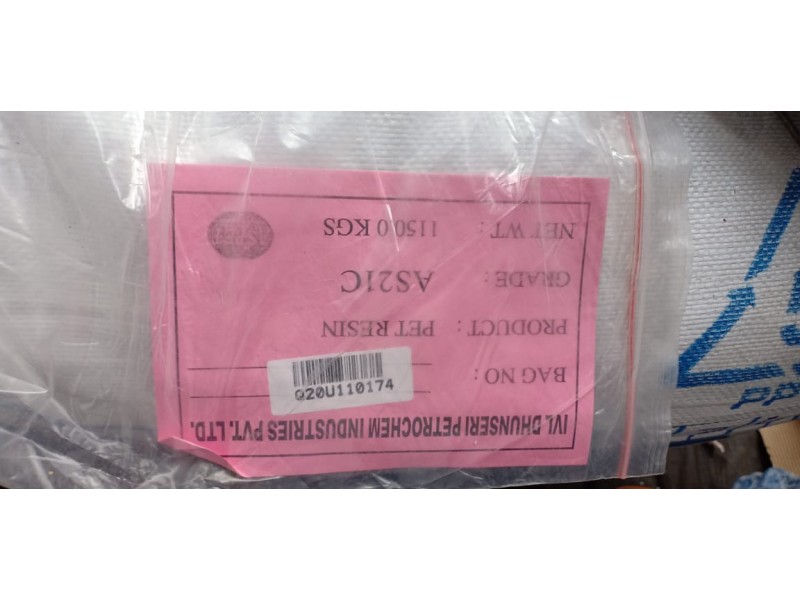 IVL DHUNSERI PETROCHEM INDUSTRIES PVT. LTD.
BAG NO :
Q20U110174
PRODUCT : PET RESIN
GRADE : AS21C
NET WT : 1150.0 KGS